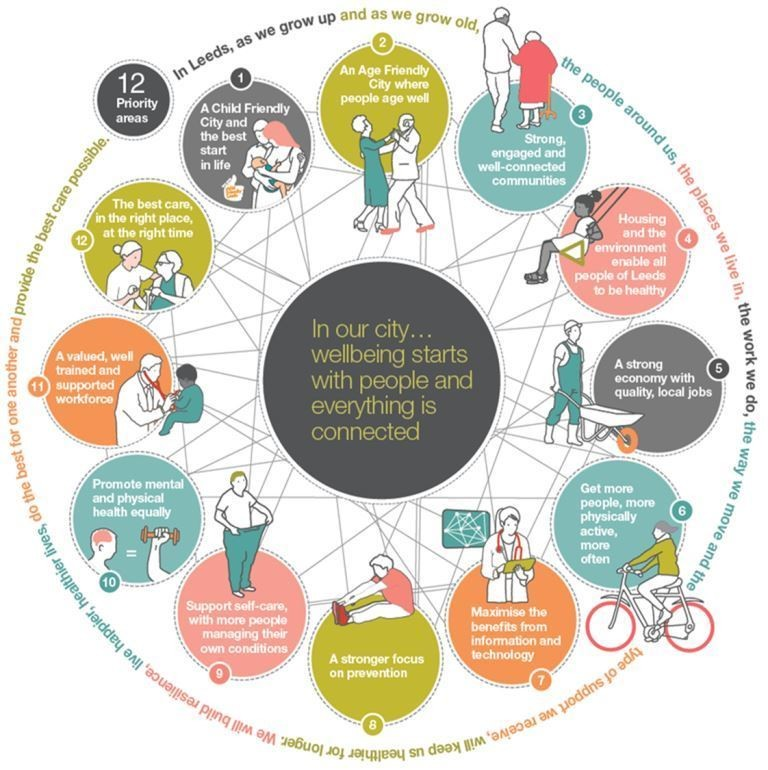 12
Priority
areas
In Leeds, as we grow up and as we grow old, the people around us, the places we live in, the work we do, the way we move and the type of support we receive, will keep us healthier for longer. We will build resilience, live happier, healthier lives, do the best for one another and provide the best care possible.
1
A Child Friendly
City and
the best
start
in life
2
An Age Friendly
City where
people age well
3
Strong,
engaged and
well-connected
communities
4
Housing
and the
environment
enable all
people of Leeds
to be healthy
5
A strong
economy with
quality, local jobs
6
Get more
people, more
physically
active,
more
often
7
Maximise the
benefits from
information and
technology
8
A stronger focus
on prevention
9
Support self-care,
with more people
managing their
own conditions
10
Promote mental
and physical
health equally
=
11
A valued, well
trained and
supported
workforce
12
The best care,
in the right place,
at the right time
In our city...
wellbeing starts
with people and
everything is
connected